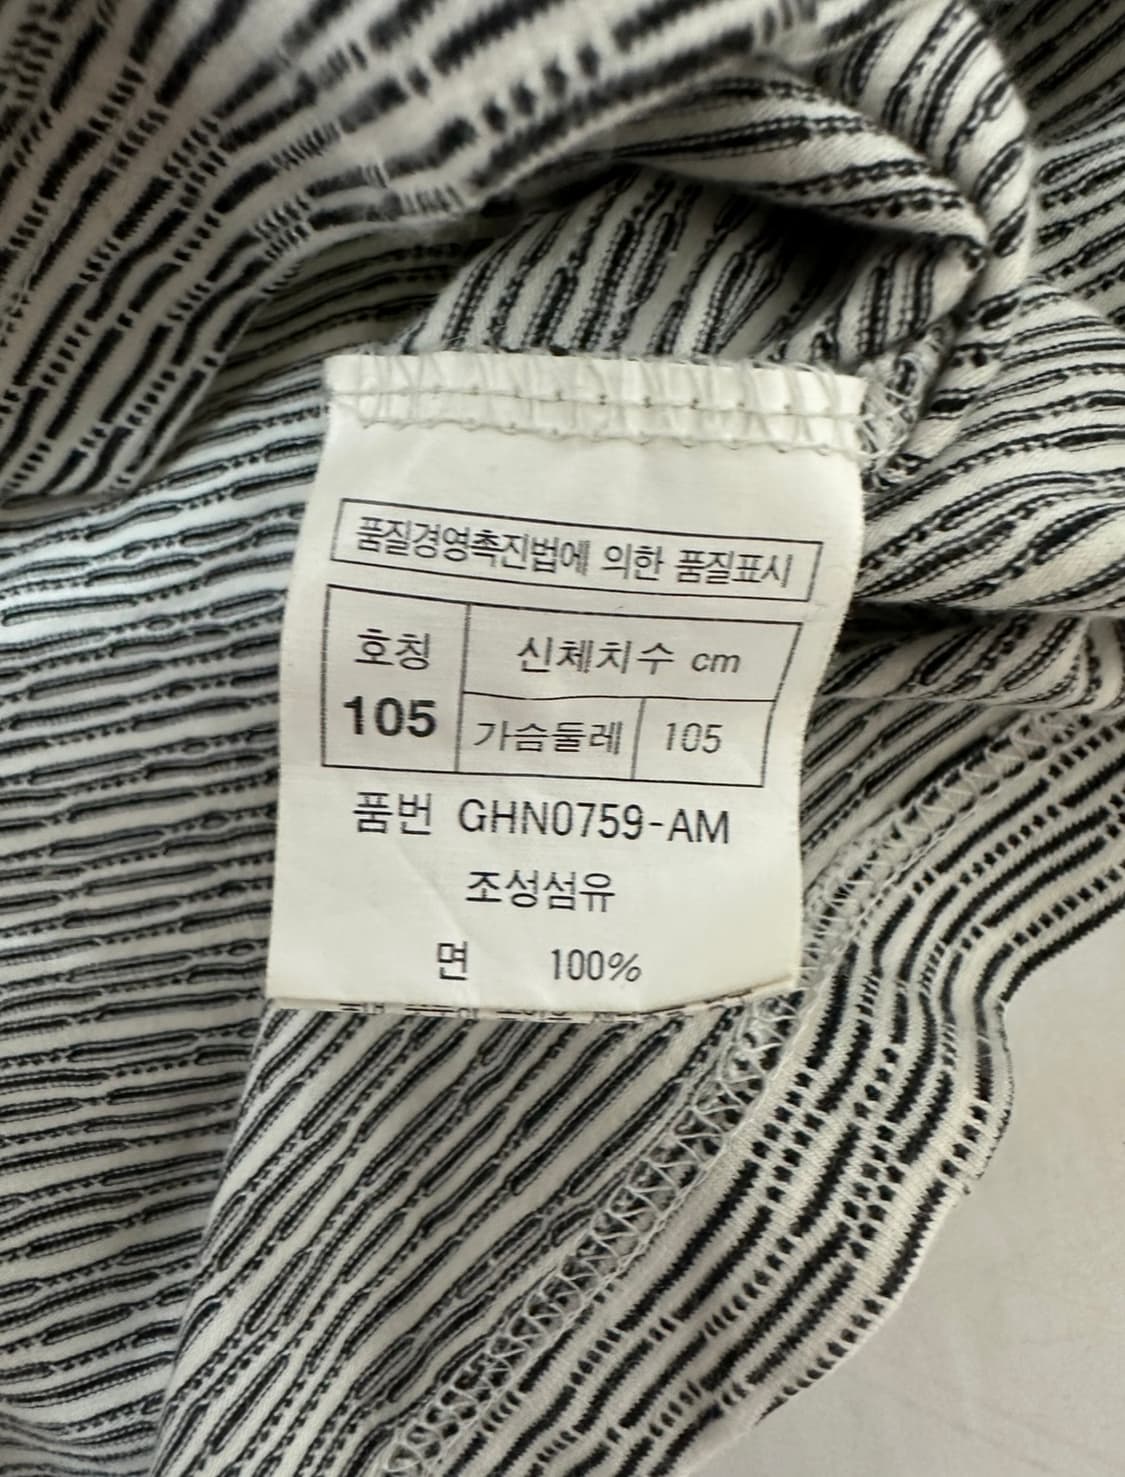 품질경영촉진법에 의한 품질표시
호칭 신체치수 cm
105 가슴둘레 105
품번 GHN0759-AM
조성섬유
면 100%